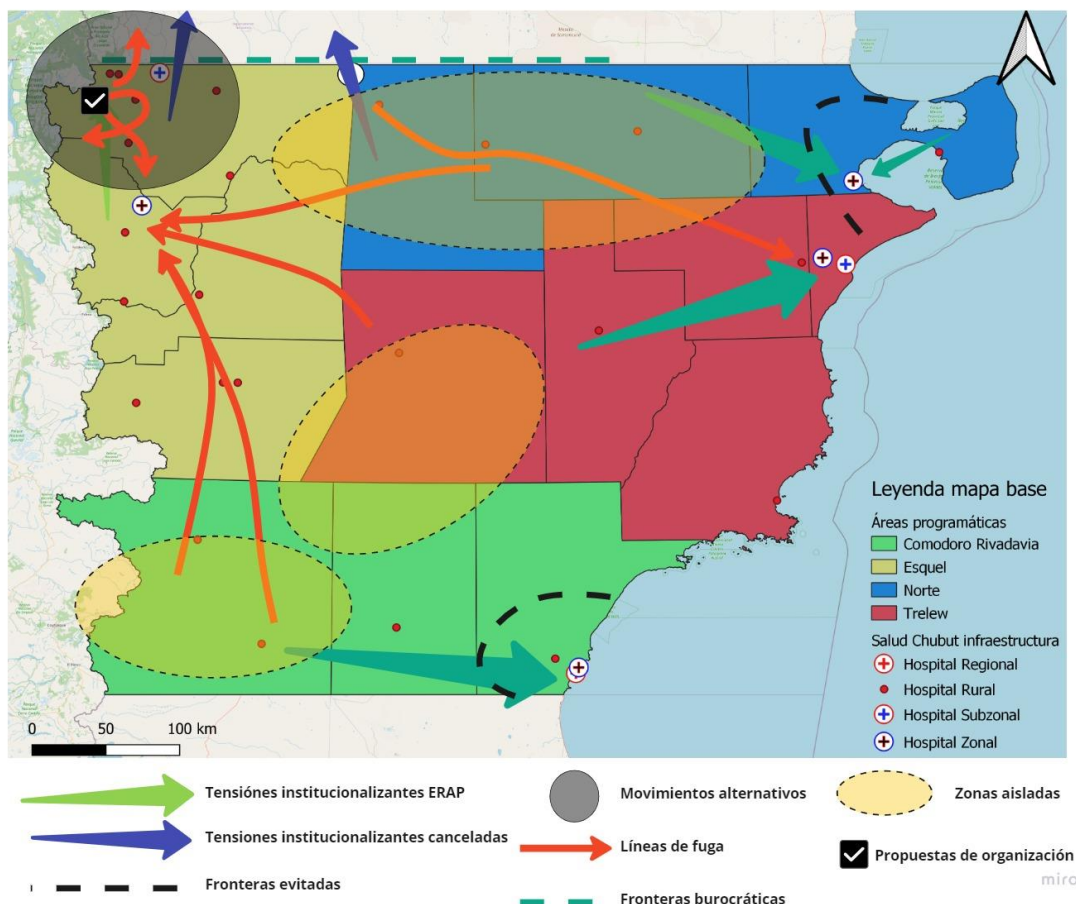 Leyenda mapa base
Áreas programáticas
Comodoro Rivadavia
Esquel
Norte
Trelew
Salud Chubut infraestructura
Hospital Regional
Hospital Rural
Hospital Subzonal
Hospital Zonal
0 50 100 km
Tensiónes institucionalizantes ERAP
Movimientos alternativos
Zonas aisladas
Tensiones institucionalizantes canceladas
Líneas de fuga
Propuestas de organización
Fronteras evitadas
Fronteras burocráticas
miro